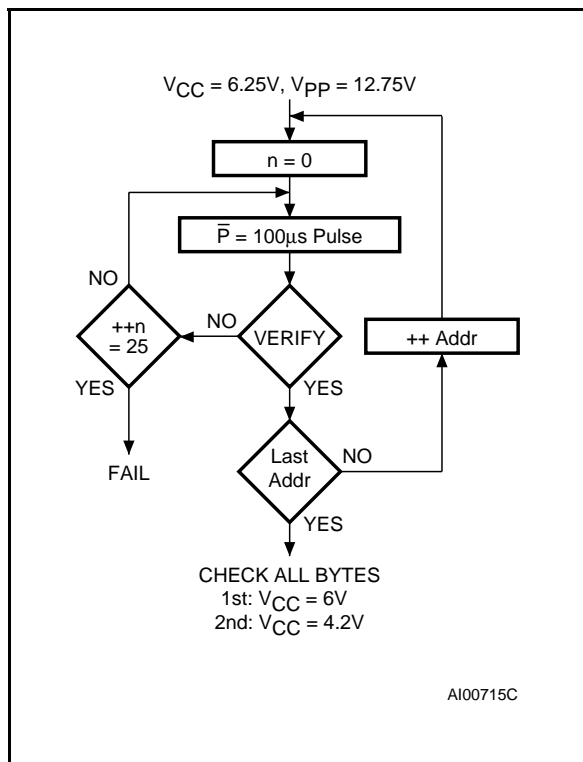 VCC = 6.25V, VPP = 12.75V
n = 0
P̅ = 100μs Pulse
NO
++n
= 25
NO
VERIFY
++ Addr
YES
YES
FAIL
Last
Addr
NO
YES
CHECK ALL BYTES
1st: VCC = 6V
2nd: VCC = 4.2V
AI00715C